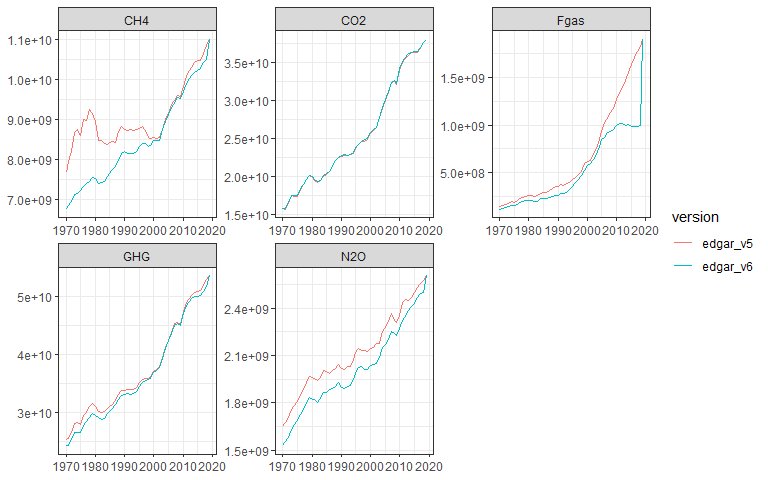 CH4
CO2
Fgas
1.1e+10
1.0e+10
9.0e+09
8.0e+09
7.0e+09
3.5e+10
3.0e+10
2.5e+10
2.0e+10
1.5e+10
1.5e+09
1.0e+09
5.0e+08
1970 1980 1990 2000 2010 2020
1970 1980 1990 2000 2010 2020
1970 1980 1990 2000 2010 2020
version
edgar_v5
edgar_v6
GHG
N2O
5e+10
4e+10
3e+10
2.4e+09
2.1e+09
1.8e+09
1.5e+09
1970 1980 1990 2000 2010 2020
1970 1980 1990 2000 2010 2020